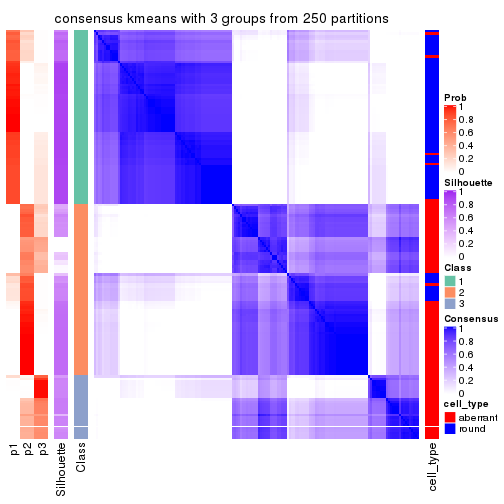 consensus kmeans with 3 groups from 250 partitions
Prob
1
0.8
0.6
0.4
0.2
0
Silhouette
1
0.8
0.6
0.4
0.2
0
Class
1
2
3
Consensus
1
0.8
0.6
0.4
0.2
0
cell_type
aberrant
round
p1
p2
p3
Silhouette
Class
cell_type